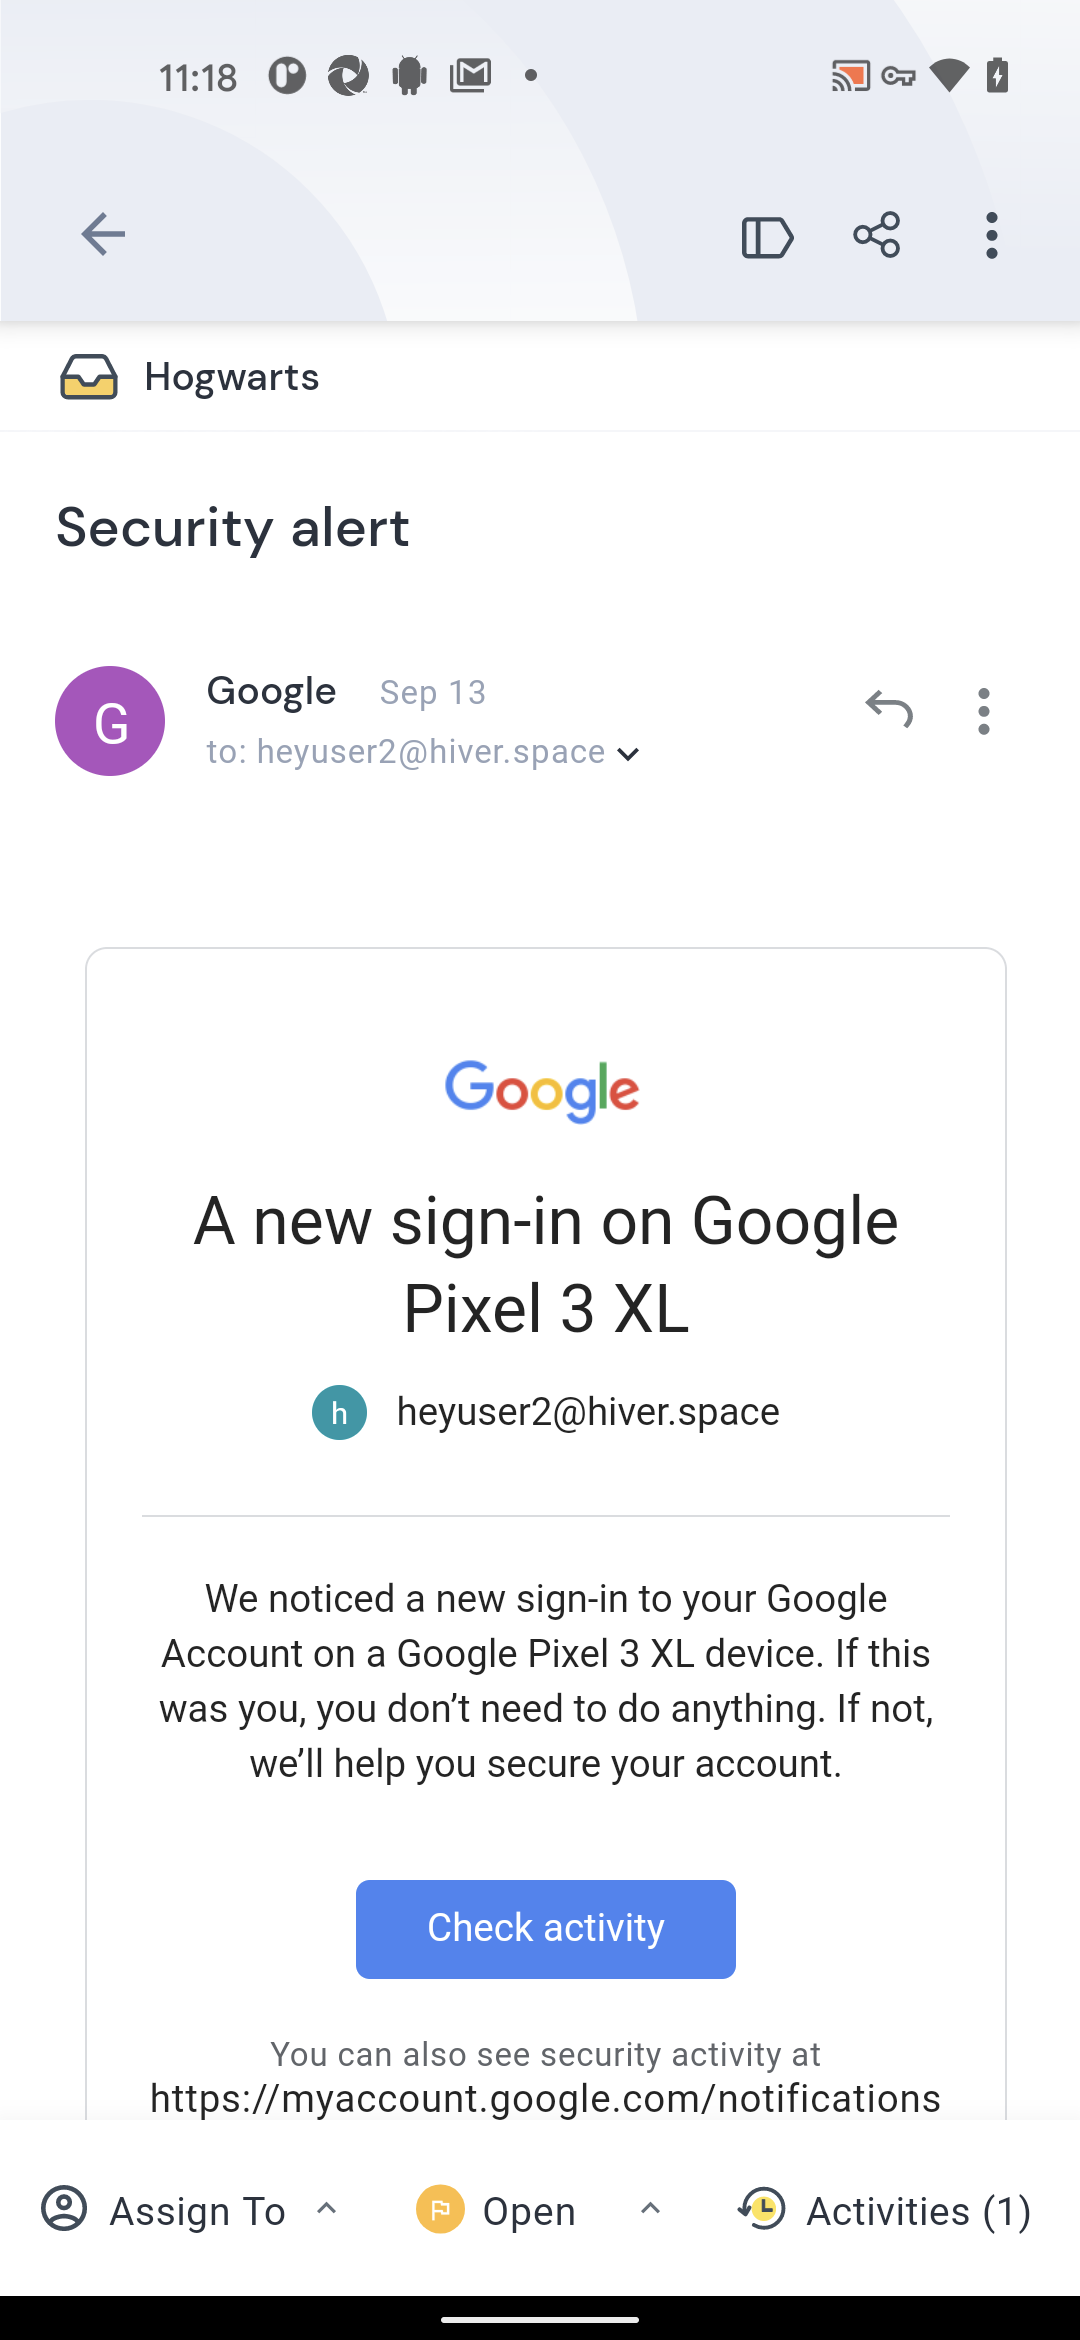 11:18
Hogwarts
Security alert
G
Google Sep 13
to: heyuser2@hiver.space
Google
A new sign-in on Google
Pixel 3 XL
h heyuser2@hiver.space
We noticed a new sign-in to your Google
Account on a Google Pixel 3 XL device. If this
was you, you don’t need to do anything. If not,
we’ll help you secure your account.
Check activity
You can also see security activity at
https://myaccount.google.com/notifications
Assign To Open Activities (1)